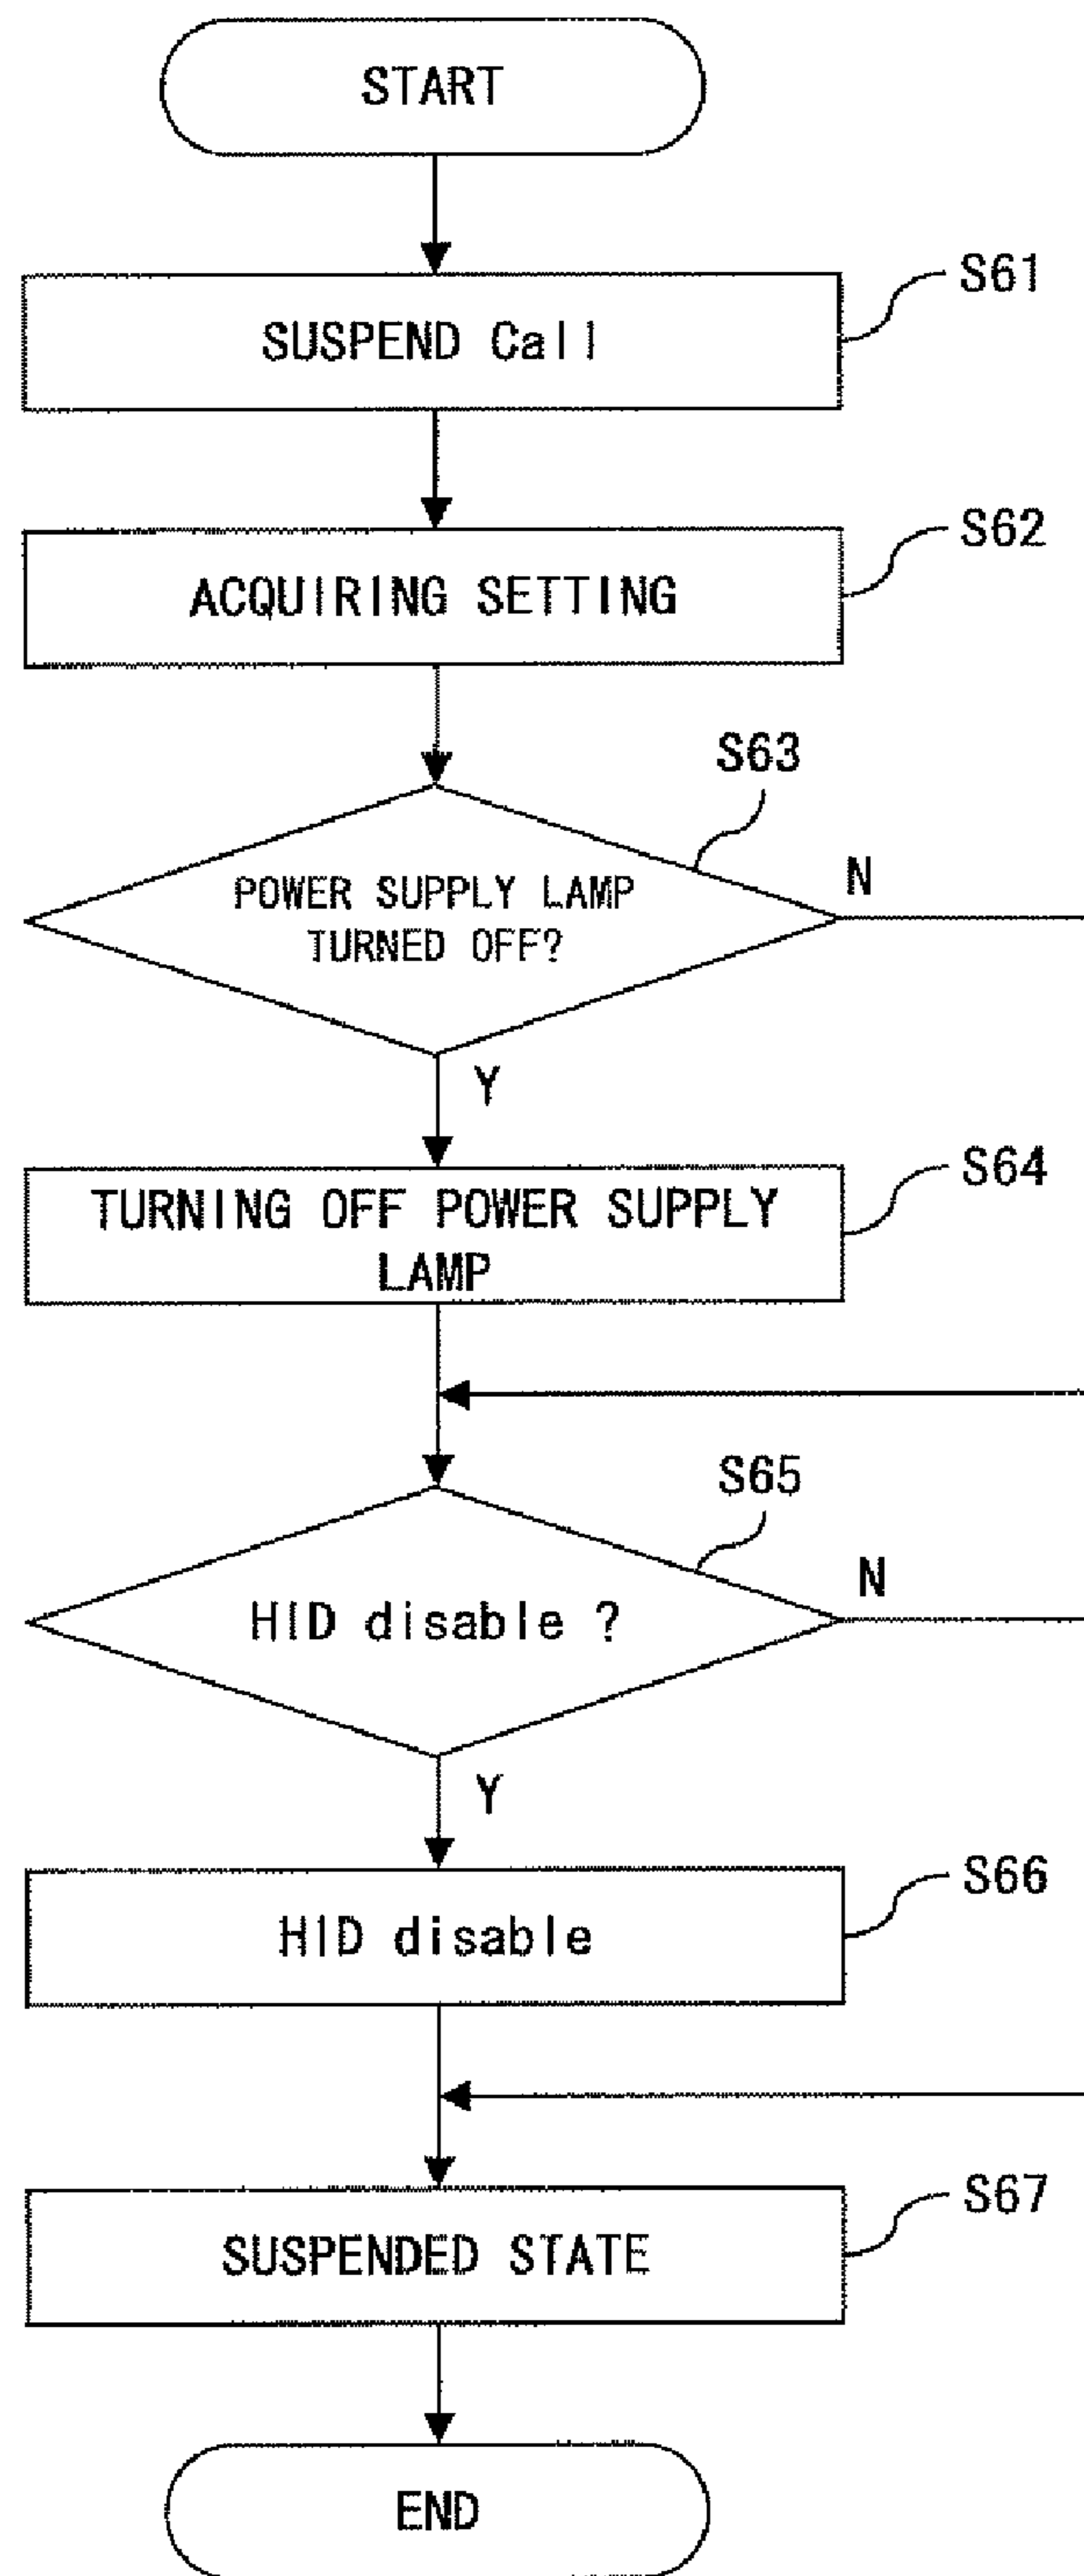 START
SUSPEND Call
S61
ACQUIRING SETTING
S62
S63
POWER SUPPLY LAMP
TURNED OFF?
N
Y
TURNING OFF POWER SUPPLY
LAMP
S64
S65
HID disable ?
N
Y
HID disable
S66
SUSPENDED STATE
S67
END